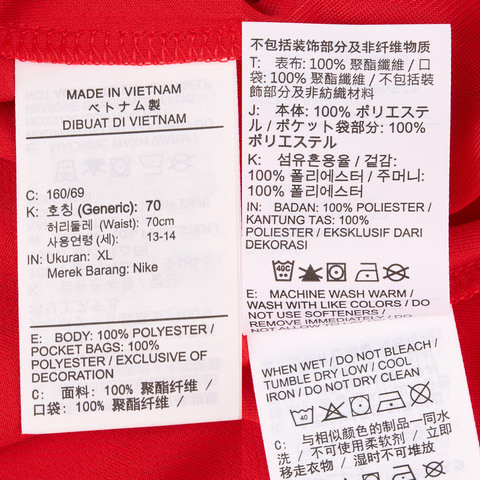 MADE IN VIETNAM
ベトナム製
DIBUAT DI VIETNAM
C: 160/69
K: 호칭 (Generic): 70
허리둘레 (Waist): 70cm
사용연령 (세): 13-14
IN: Ukuran: XL
Merek Barang: Nike
E: BODY: 100% POLYESTER /
POCKET BAGS: 100%
POLYESTER / EXCLUSIVE OF
DECORATION
C: 面料: 100% 聚酯纤维 /
口袋: 100% 聚酯纤维 /
不包括装饰部分及非纤维物质
T: 表布: 100% 聚酯纖維 / 口
袋: 100% 聚酯纖維 / 不包括裝
飾部分及非紡織材料
J: 本体: 100% ポリエステ
ル / ポケット袋部分: 100% ポ
リエステル
K: 섬유혼용율 / 겉감:
100% 폴리에스터 / 주머니:
100% 폴리에스터
IN: BADAN: 100% POLYESTER /
KANTUNG TAS: 100%
POLYESTER / EKSKLUSIF DARI
DEKORASI
40C
E: MACHINE WASH WARM /
WASH WITH LIKE COLORS / DO
NOT USE SOFTENERS /
REMOVE IMMEDIATELY / DO
NOT ALLOW
WHEN WET / DO NOT BLEACH /
TUMBLE DRY LOW / COOL
IRON / DO NOT DRY CLEAN
40
C: 与相似颜色的制品一同水
洗 / 不可使用柔软剂 / 立即
移走衣物 / 湿时不可堆放